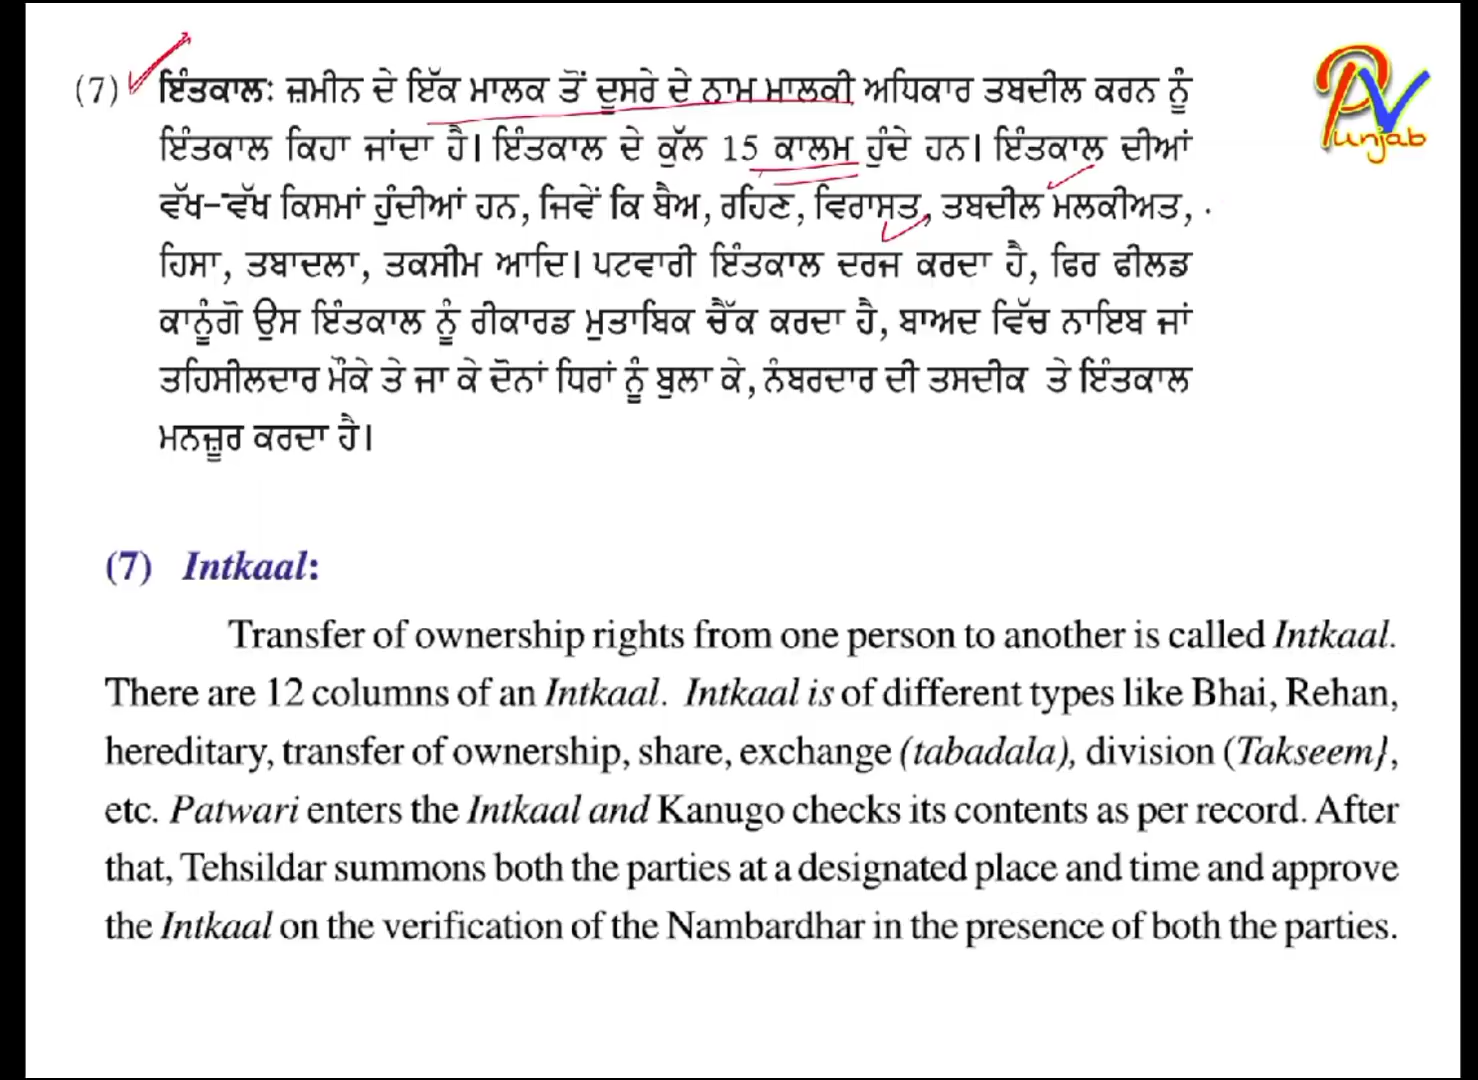 (7) ਇੰਤਕਾਲ: ਜ਼ਮੀਨ ਦੇ ਇੱਕ ਮਾਲਕ ਤੋਂ ਦੂਸਰੇ ਦੇ ਨਾਮ ਮਾਲਕੀ ਅਧਿਕਾਰ ਤਬਦੀਲ ਕਰਨ ਨੂੰ
ਇੰਤਕਾਲ ਕਿਹਾ ਜਾਂਦਾ ਹੈ। ਇੰਤਕਾਲ ਦੇ ਕੁੱਲ 15 ਕਾਲਮ ਹੁੰਦੇ ਹਨ। ਇੰਤਕਾਲ ਦੀਆਂ
ਵੱਖ-ਵੱਖ ਕਿਸਮਾਂ ਹੁੰਦੀਆਂ ਹਨ, ਜਿਵੇਂ ਕਿ ਬੈਅ, ਰਹਿਣ, ਵਿਰਾਸਤ, ਤਬਦੀਲ ਮਲਕੀਅਤ,
ਹਿਸਾ, ਤਬਾਦਲਾ, ਤਕਸੀਮ ਆਦਿ। ਪਟਵਾਰੀ ਇੰਤਕਾਲ ਦਰਜ ਕਰਦਾ ਹੈ, ਫਿਰ ਫੀਲਡ
ਕਾਨੂੰਗੋ ਉਸ ਇੰਤਕਾਲ ਨੂੰ ਰੀਕਾਰਡ ਮੁਤਾਬਿਕ ਚੈੱਕ ਕਰਦਾ ਹੈ, ਬਾਅਦ ਵਿੱਚ ਨਾਇਬ ਜਾਂ
ਤਹਿਸੀਲਦਾਰ ਮੌਕੇ ਤੇ ਜਾ ਕੇ ਦੋਨਾਂ ਧਿਰਾਂ ਨੂੰ ਬੁਲਾ ਕੇ, ਨੰਬਰਦਾਰ ਦੀ ਤਸਦੀਕ ਤੇ ਇੰਤਕਾਲ
ਮਨਜ਼ੂਰ ਕਰਦਾ ਹੈ।
PV
Punjab
(7) Intkaal:
Transfer of ownership rights from one person to another is called Intkaal.
There are 12 columns of an Intkaal. Intkaal is of different types like Bhai, Rehan,
hereditary, transfer of ownership, share, exchange (tabadala), division (Takseem},
etc. Patwari enters the Intkaal and Kanugo checks its contents as per record. After
that, Tehsildar summons both the parties at a designated place and time and approve
the Intkaal on the verification of the Nambardhar in the presence of both the parties.